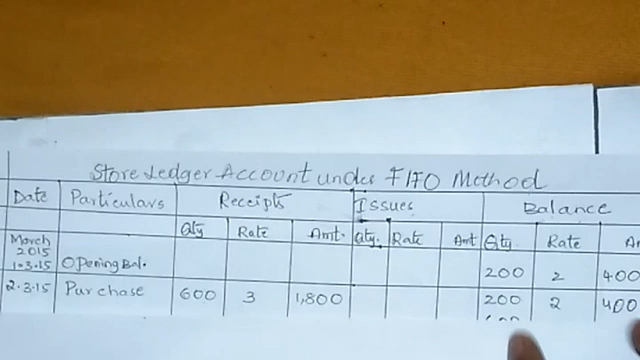 Store Ledger Account under FIFO Method
Date Particulars Receipts Issues Balance
Qty Rate Amt. Qty. Rate Amt Qty. Rate
March
2015
1.3.15 Opening Bal. 200 2 400
2.3.15 Purchase 600 3 1,800 200 2 400